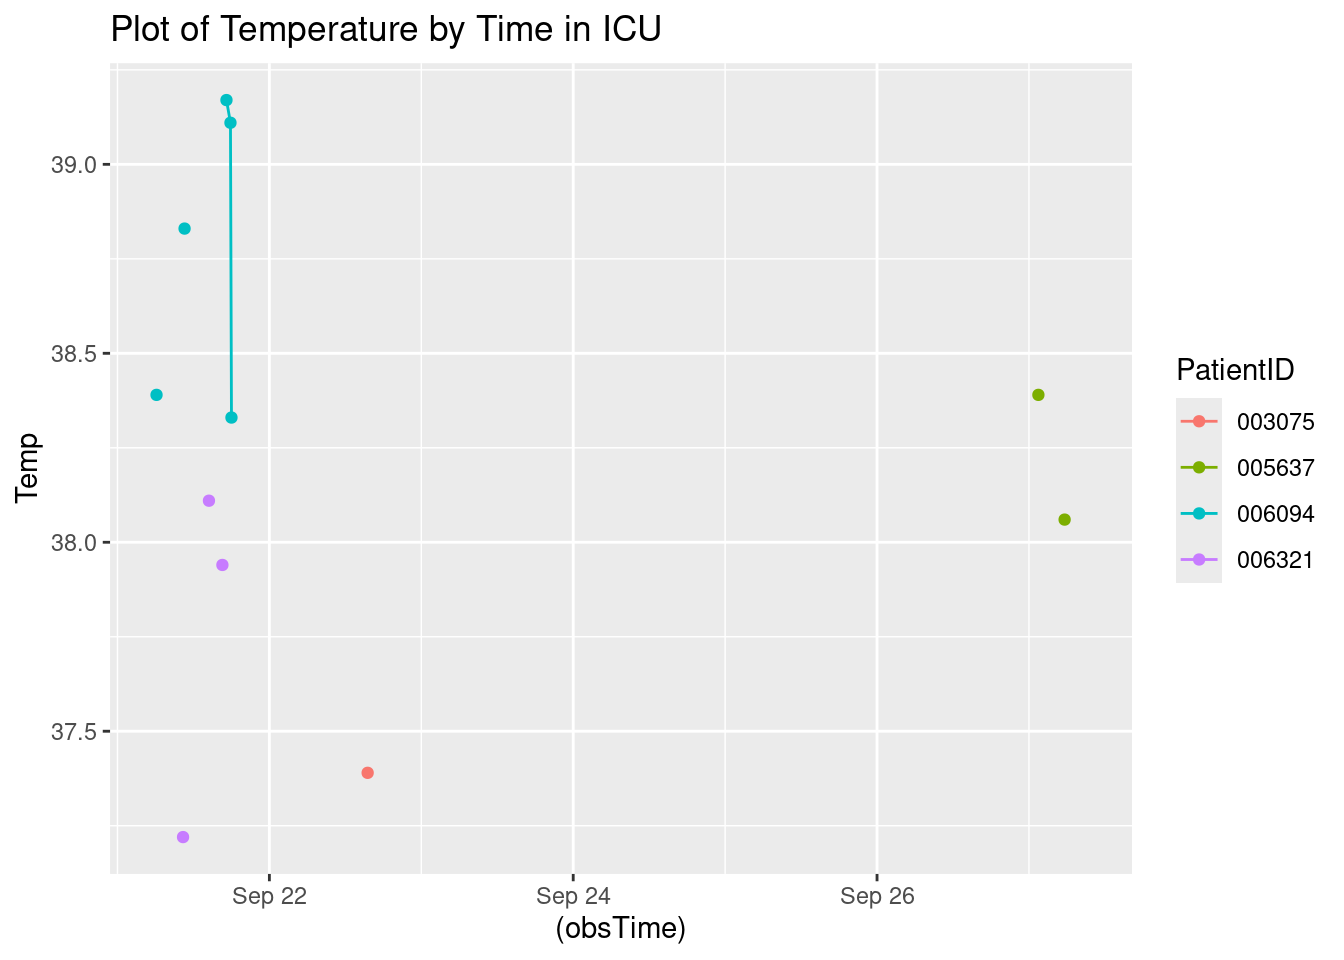 Plot of Temperature by Time in ICU
39.0
38.5
38.0
37.5
Temp
Sep 22
Sep 24
Sep 26
(obsTime)
PatientID
003075
005637
006094
006321